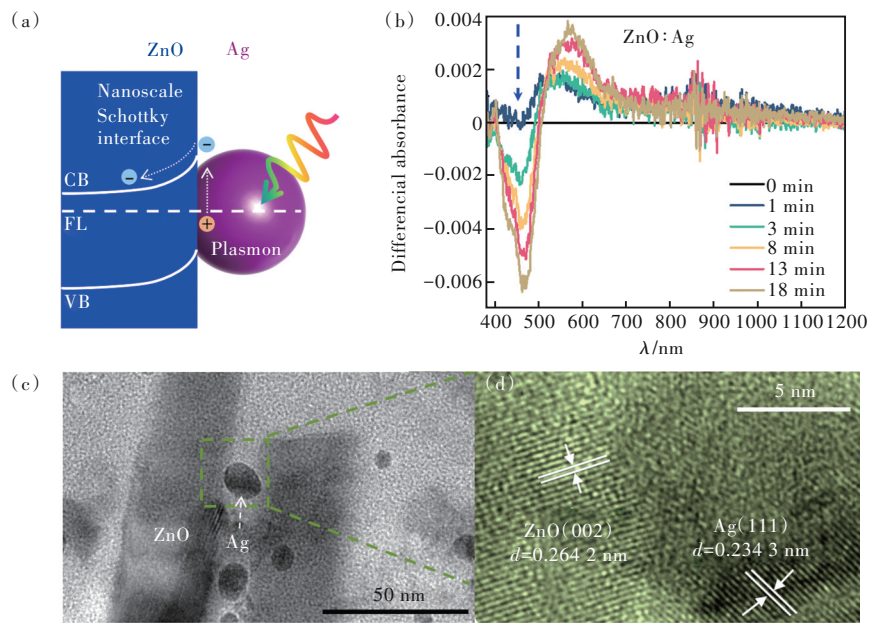 (a)
ZnO Ag
Nanoscale
Schottky
interface
−
−
CB
FL
+
Plasmon
VB
(b)
ZnO∶Ag
0.004
0.002
0
−0.002
−0.004
−0.006
Differencial absorbance
0 min
1 min
3 min
8 min
13 min
18 min
400 500 600 700 800 900 1000 1100 1200
λ/nm
(c)
ZnO
Ag
50 nm
(d)
5 nm
ZnO(002)
d=0.264 2 nm
Ag(111)
d=0.234 3 nm